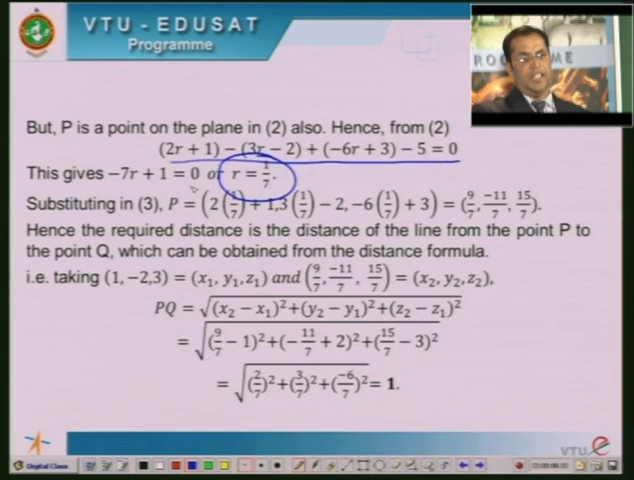 VTU - EDUSAT
Programme
But, P is a point on the plane in (2) also. Hence, from (2)
(2r + 1) − (3r − 2) + (−6r + 3) − 5 = 0
This gives −7r + 1 = 0 or r = 1/7.
Substituting in (3), P = (2(1/7) + 1,3(1/7) − 2, −6(1/7) + 3) = (9/7, −11/7, 15/7).
Hence the required distance is the distance of the line from the point P to
the point Q, which can be obtained from the distance formula.
i.e. taking (1, −2,3) = (x₁, y₁, z₁) and (9/7, −11/7, 15/7) = (x₂, y₂, z₂),
PQ = √((x₂ − x₁)²+(y₂ − y₁)²+(z₂ − z₁)²)
= √((9/7 − 1)²+(−11/7 + 2)²+(15/7 − 3)²)
= √((2/7)²+(3/7)²+(−6/7)²) = 1.
VTU e
Digital Class